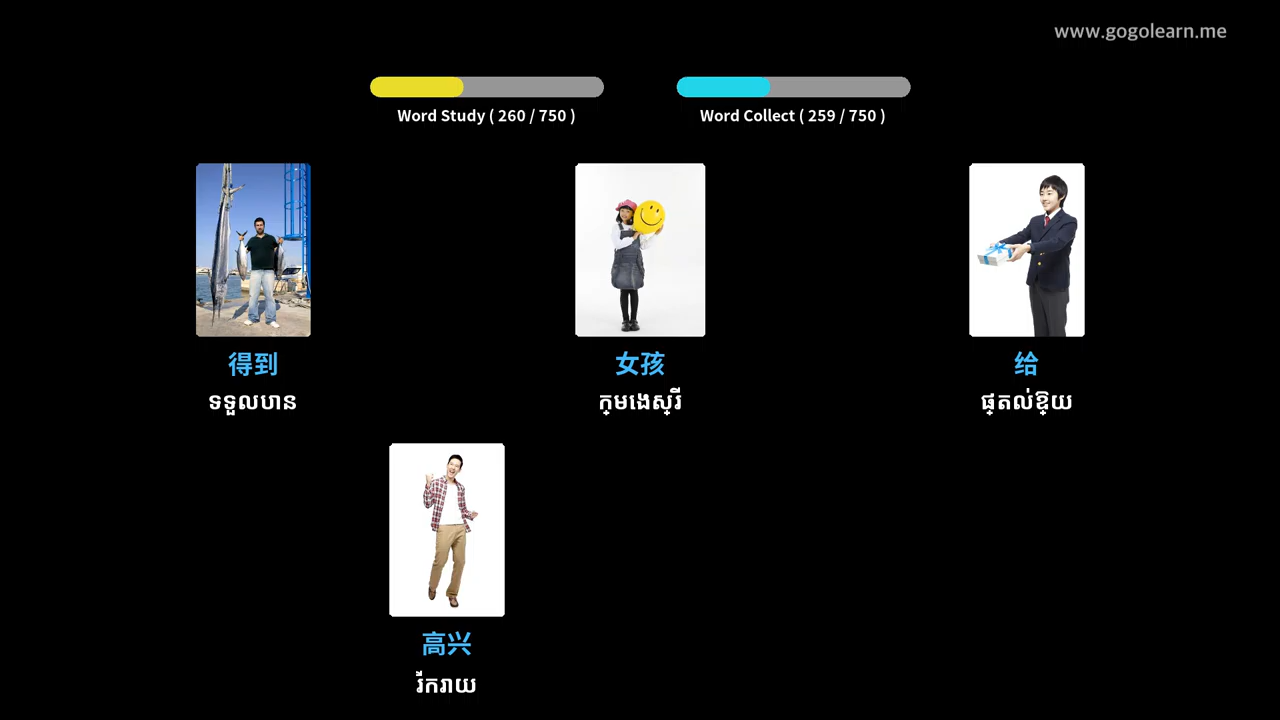 www.gogolearn.me
Word Study ( 260 / 750 )
Word Collect ( 259 / 750 )
得到
ទទួលបាន
女孩
ក្មេងស្រី
给
ផ្តល់ឱ្យ
高兴
រីករាយ